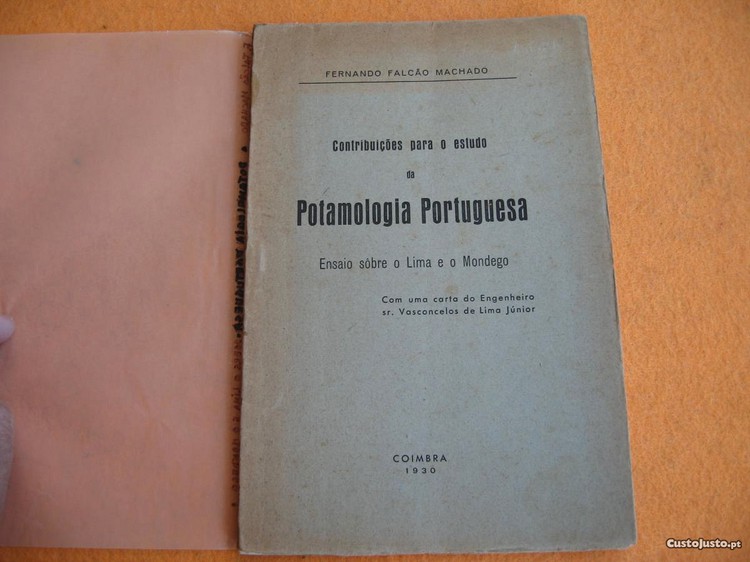 FERNANDO FALCÃO MACHADO
Contribuições para o estudo
da
Potamologia Portuguesa
Ensaio sôbre o Lima e o Mondego
Com uma carta do Engenheiro
sr. Vasconcelos de Lima Júnior
COIMBRA
1930
CustoJusto.pt